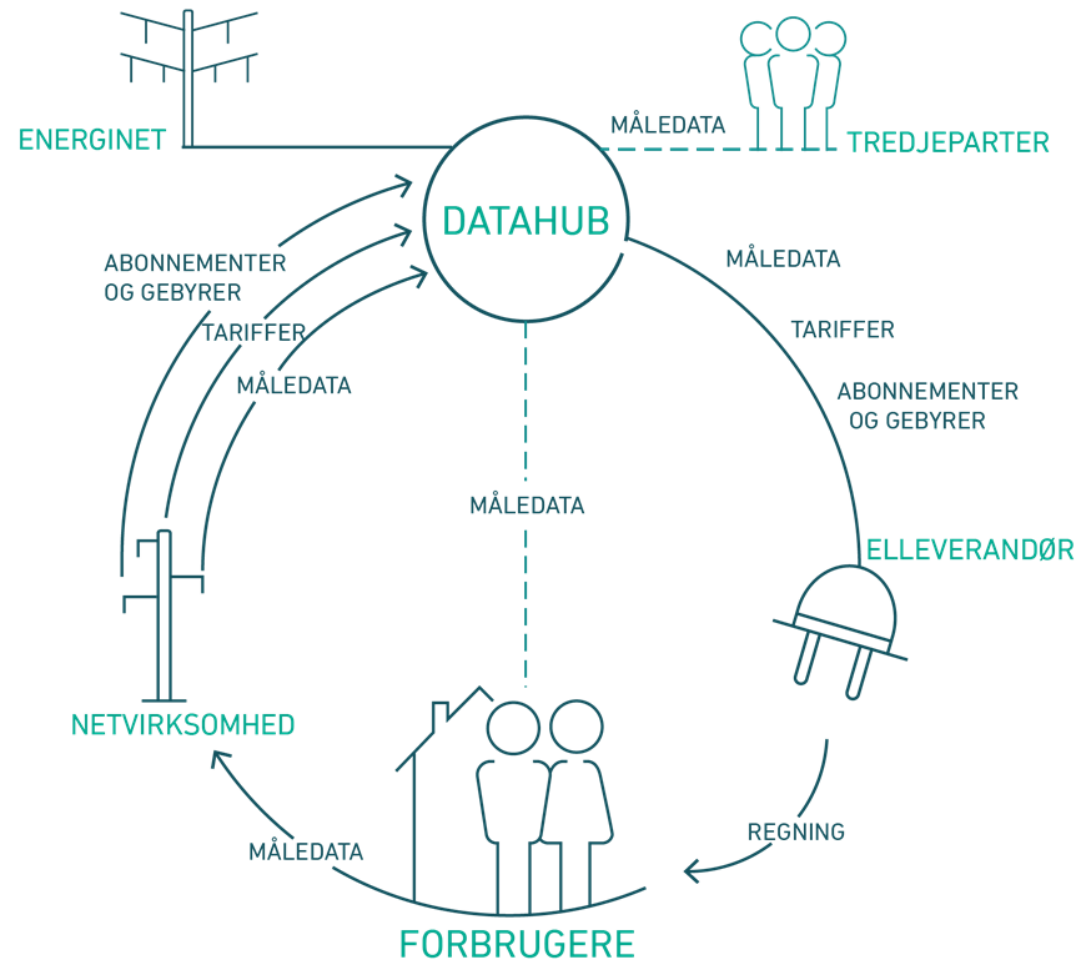 ENERGINET
MÅLEDATA
TREDJEPARTER
DATAHUB
ABONNEMENTER
OG GEBYRER
TARIFFER
MÅLEDATA
MÅLEDATA
TARIFFER
ABONNEMENTER
OG GEBYRER
MÅLEDATA
ELLEVERANDØR
NETVIRKSOMHED
REGNING
MÅLEDATA
FORBRUGERE